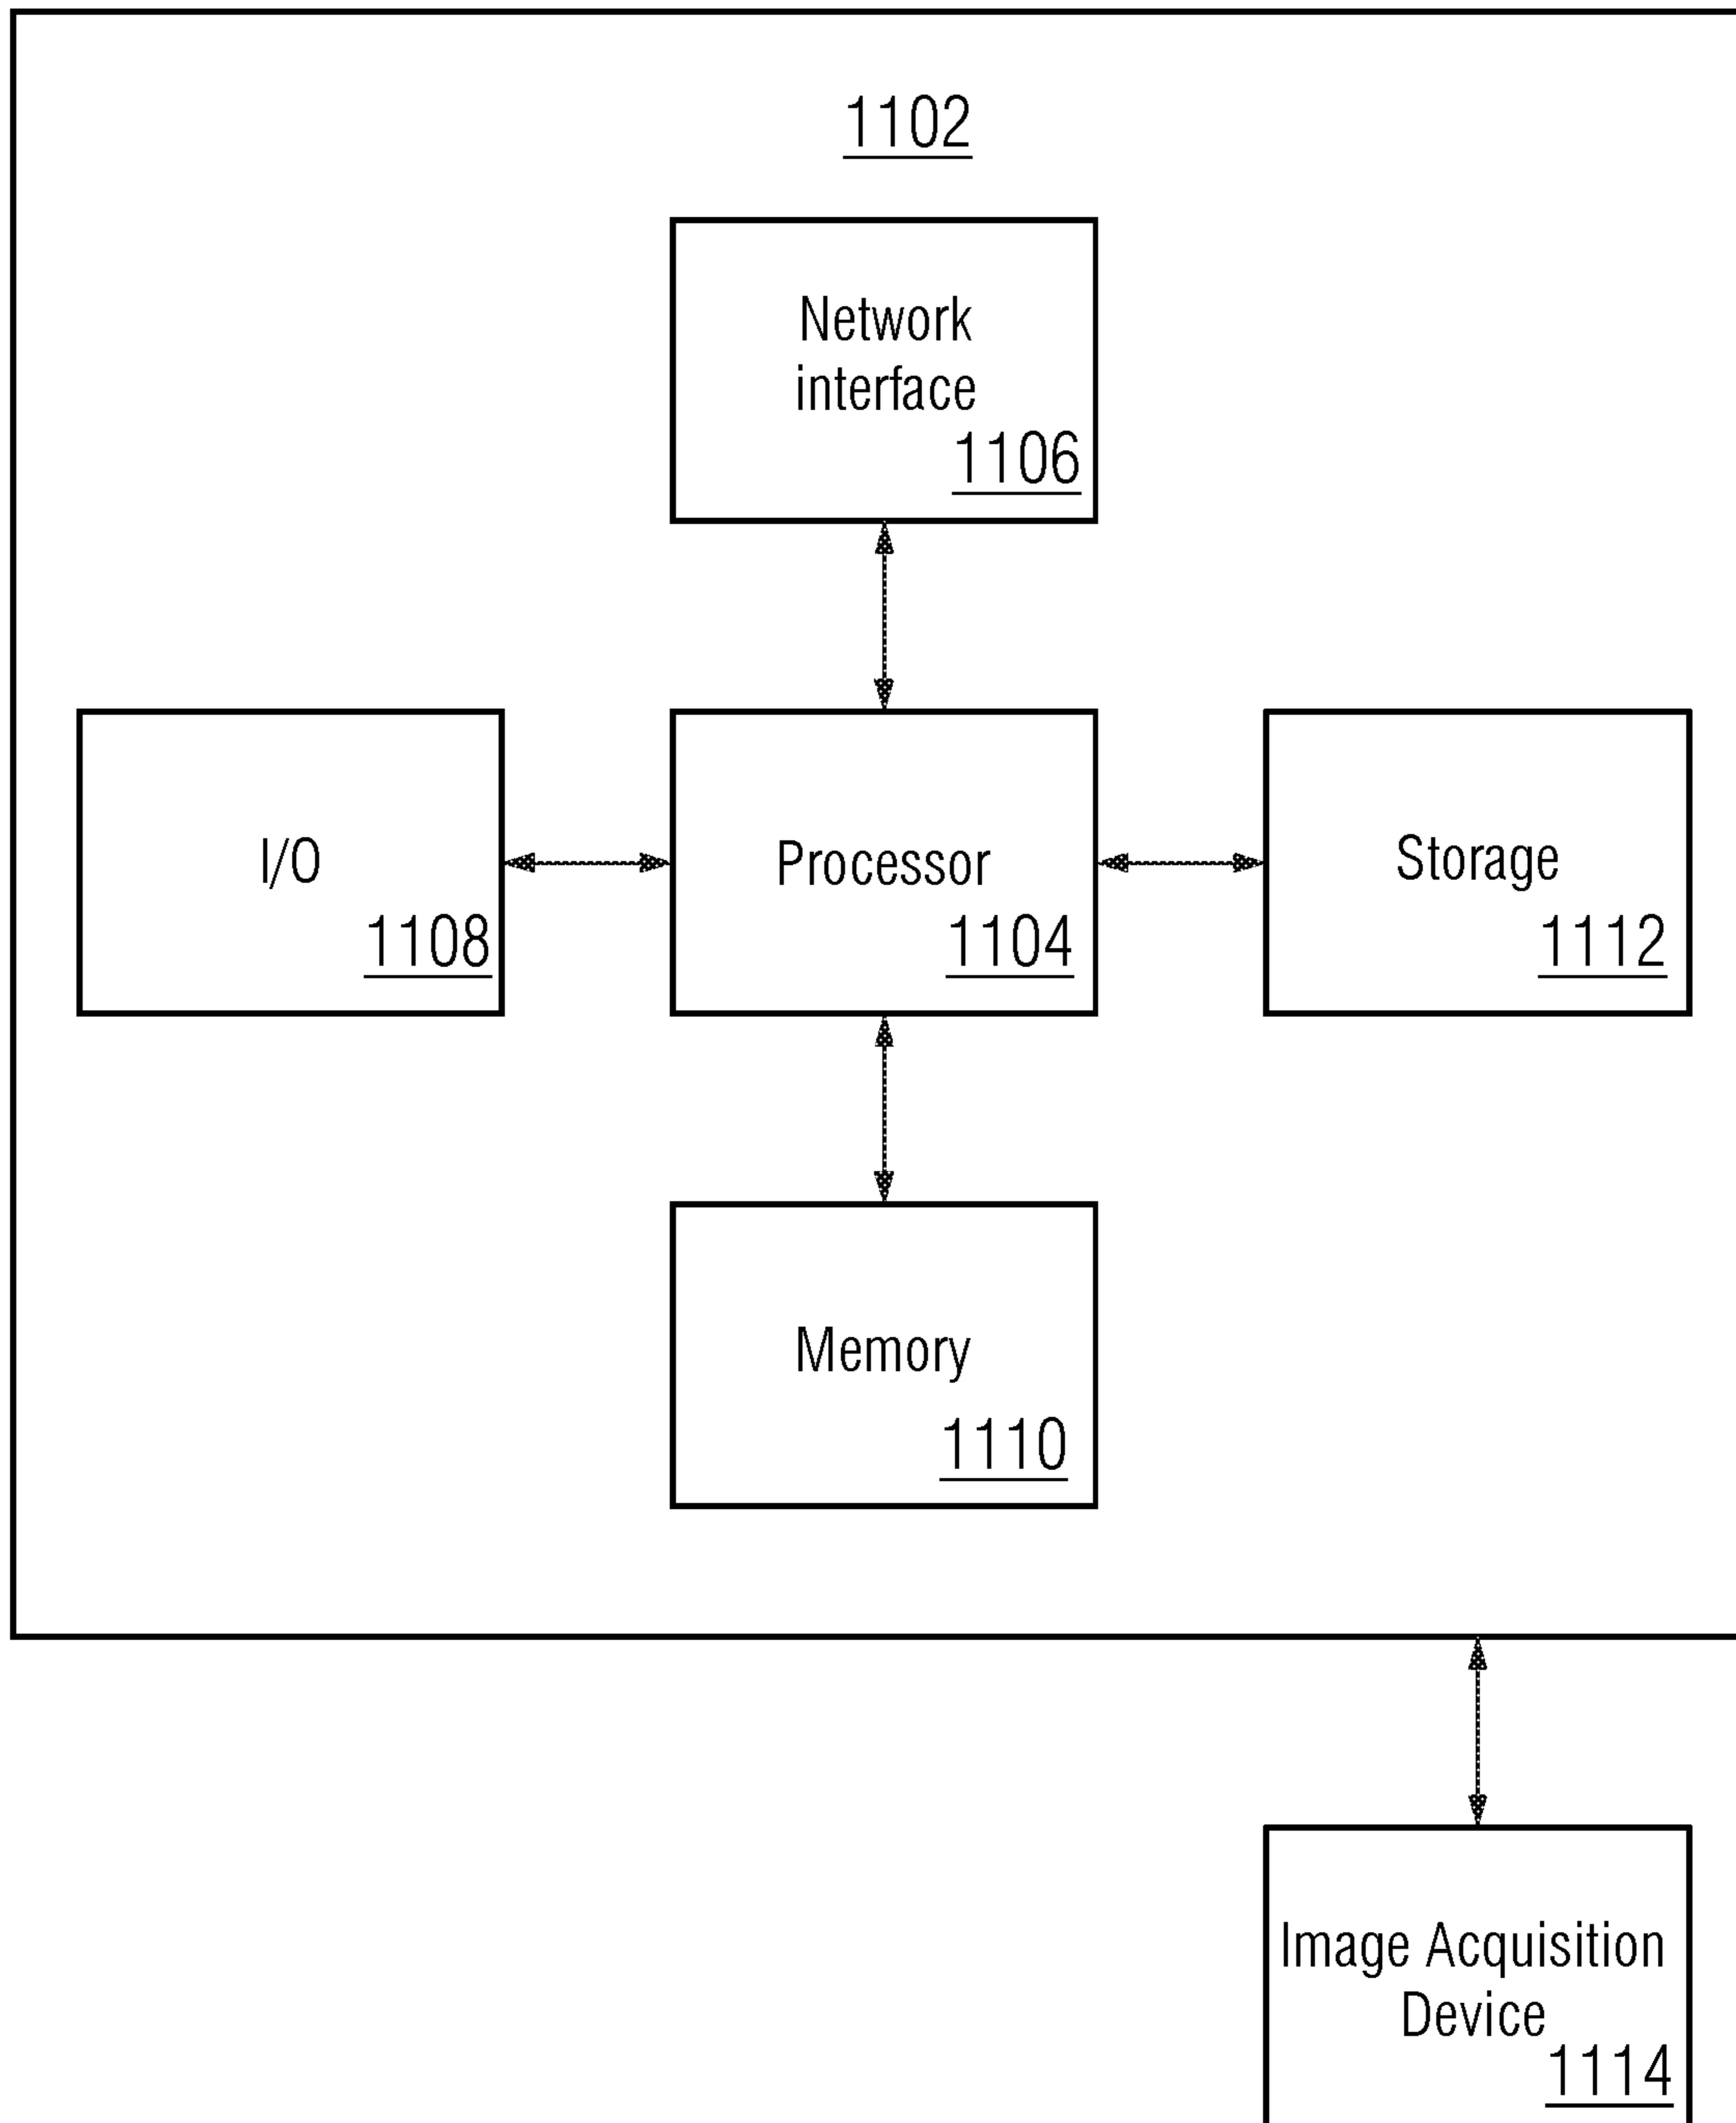 1102
Network
interface
1106
I/O
1108
Processor
1104
Storage
1112
Memory
1110
Image Acquisition
Device
1114